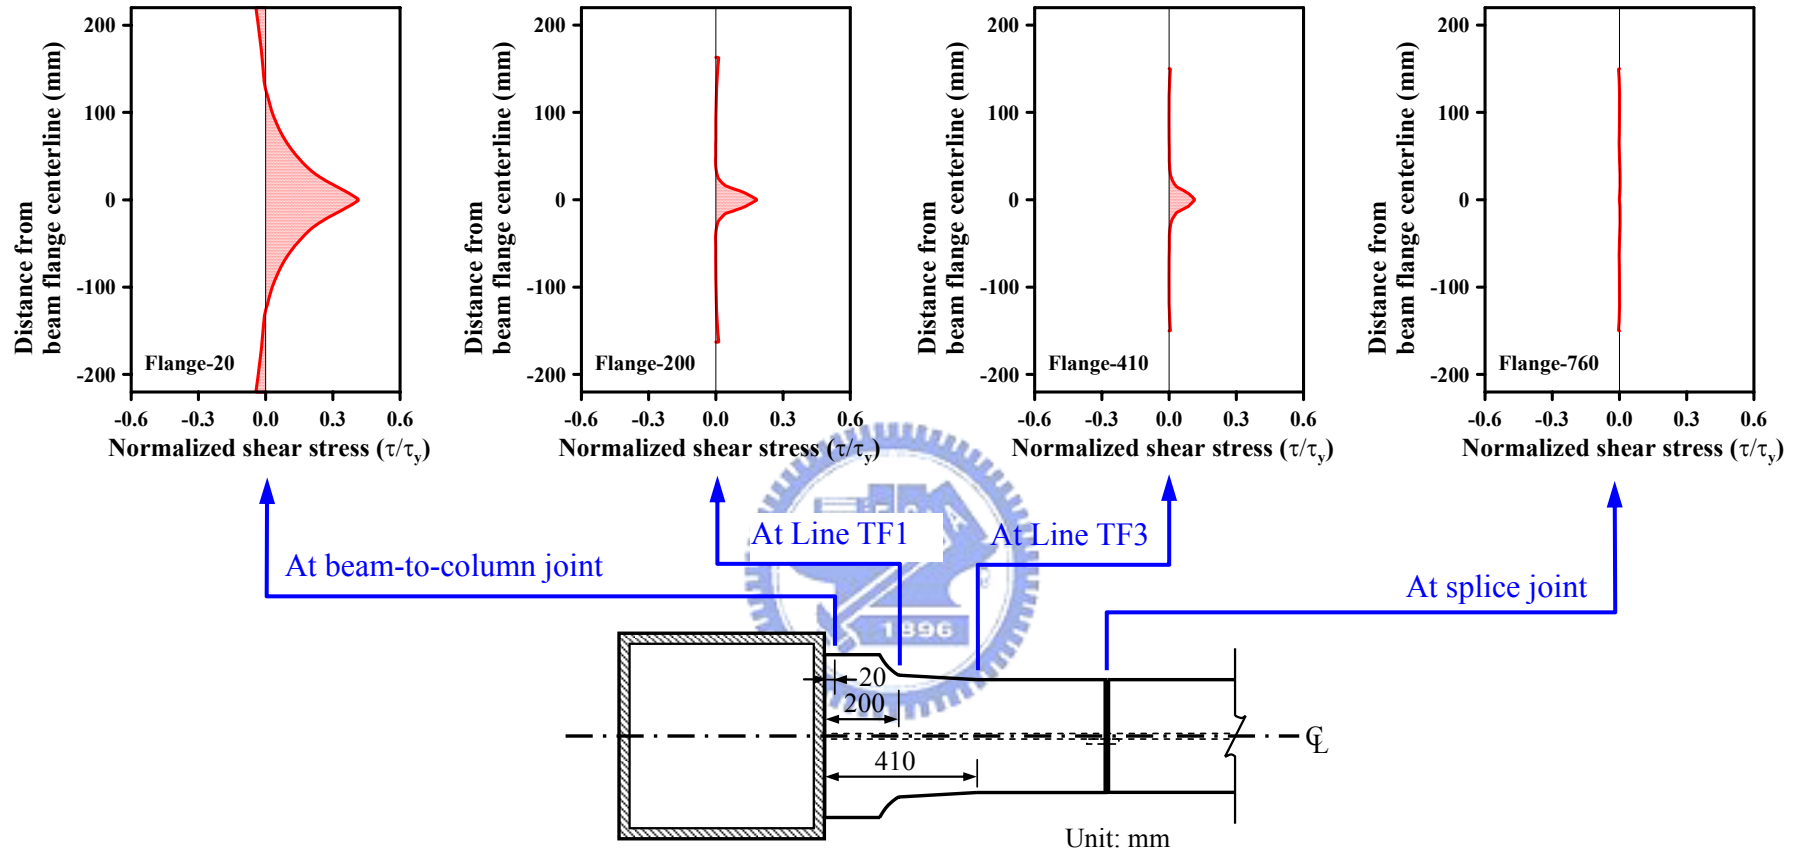 200
100
0
-100
-200
Distance from
beam flange centerline (mm)
Flange-20
-0.6 -0.3 0.0 0.3 0.6
Normalized shear stress (τ/τy)
200
100
0
-100
-200
Distance from
beam flange centerline (mm)
Flange-200
-0.6 -0.3 0.0 0.3 0.6
Normalized shear stress (τ/τy)
200
100
0
-100
-200
Distance from
beam flange centerline (mm)
Flange-410
-0.6 -0.3 0.0 0.3 0.6
Normalized shear stress (τ/τy)
200
100
0
-100
-200
Distance from
beam flange centerline (mm)
Flange-760
-0.6 -0.3 0.0 0.3 0.6
Normalized shear stress (τ/τy)
At beam-to-column joint
At Line TF1
At Line TF3
At splice joint
1896
20
200
410
℄
Unit: mm